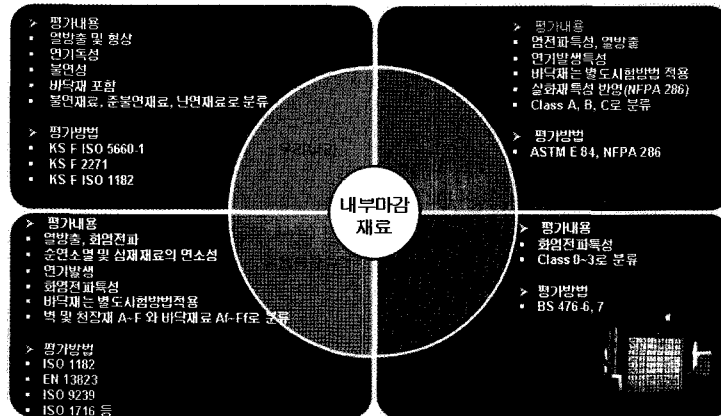 ➢ 평가내용
▪ 열방출 및 형상
▪ 연기독성
▪ 불연성
▪ 바닥재 포함
▪ 불연재료, 준불연재료, 난연재료로 분류
➢ 평가방법
▪ KS F ISO 5660-1
▪ KS F 2271
▪ KS F ISO 1182
➢ 평가내용
▪ 염전파특성, 열방출
▪ 연기발생특성
▪ 바닥재는 별도시험방법 적용
▪ 실화재특성 반영(NFPA 286)
▪ Class A, B, C로 분류
➢ 평가방법
▪ ASTM E 84, NFPA 286
내부마감
재료
➢ 평가내용
▪ 열방출, 화염전파
▪ 순연소열 및 심재재료의 연소성
▪ 연기발생
▪ 화염전파특성
▪ 바닥재는 별도시험방법적용
▪ 벽 및 천장재 A~F 와 바닥재료 Af~Ff로 분류
➢ 평가방법
▪ ISO 1182
▪ EN 13823
▪ ISO 9239
▪ ISO 1716 등
➢ 평가내용
▪ 화염전파특성
▪ Class 0~3로 분류
➢ 평가방법
▪ BS 476-6, 7